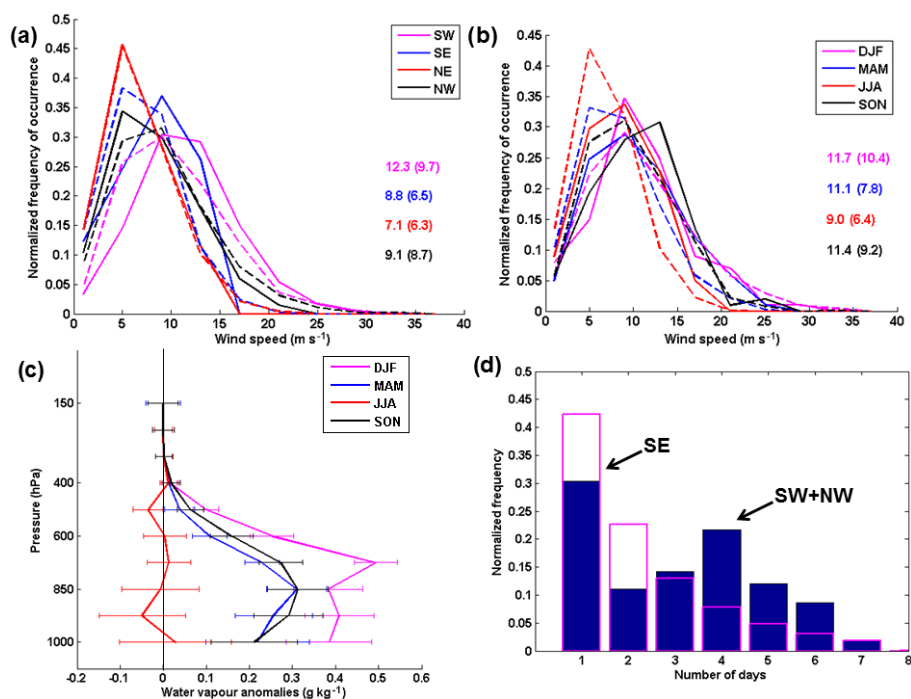 (a)
0.5
0.45
0.4
0.35
0.3
0.25
0.2
0.15
0.1
0.05
0
Normalized frequency of occurrence
SW
SE
NE
NW
12.3 (9.7)
8.8 (6.5)
7.1 (6.3)
9.1 (8.7)
0 5 10 15 20 25 30 35 40
Wind speed (m s-1)
(b)
0.5
0.45
0.4
0.35
0.3
0.25
0.2
0.15
0.1
0.05
0
Normalized frequency of occurrence
DJF
MAM
JJA
SON
11.7 (10.4)
11.1 (7.8)
9.0 (6.4)
11.4 (9.2)
0 5 10 15 20 25 30 35 40
Wind speed (m s-1)
(c)
150
400
600
850
1000
Pressure (hPa)
DJF
MAM
JJA
SON
-0.2 -0.1 0 0.1 0.2 0.3 0.4 0.5 0.6
Water vapour anomalies (g kg-1)
(d)
0.5
0.45
0.4
0.35
0.3
0.25
0.2
0.15
0.1
0.05
0
Normalized frequency
SE
SW+NW
1 2 3 4 5 6 7 8
Number of days